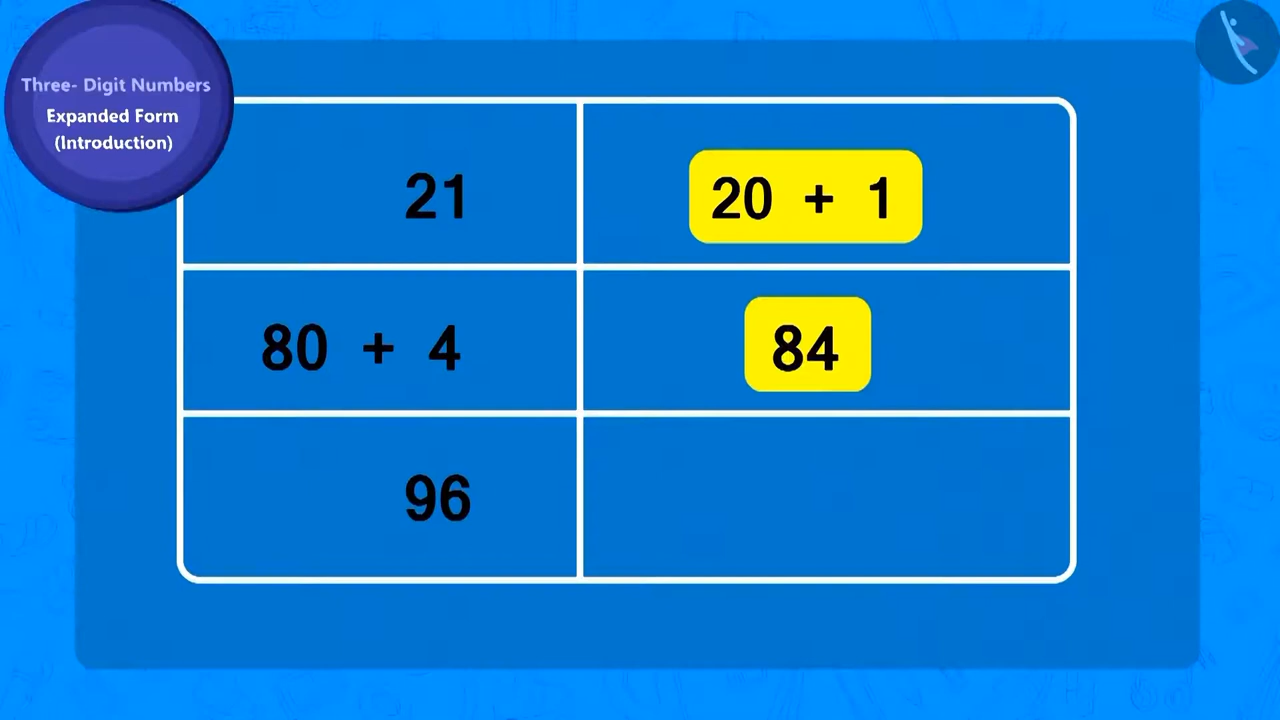 Three- Digit Numbers
Expanded Form
(Introduction)
21 20 + 1
80 + 4 84
96